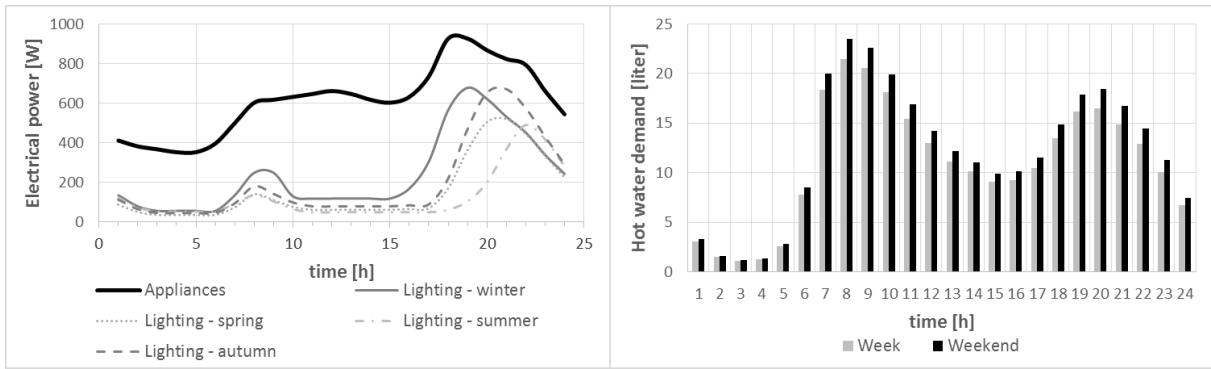 Electrical power [W]
1000
800
600
400
200
0
0 5 10 15 20 25
time [h]
Appliances Lighting - winter
Lighting - spring Lighting - summer
Lighting - autumn
Hot water demand [liter]
25
20
15
10
5
0
1 2 3 4 5 6 7 8 9 10 11 12 13 14 15 16 17 18 19 20 21 22 23 24
time [h]
Week Weekend